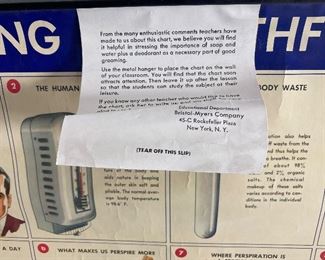 NG
THF
From the many enthusiastic comments teachers have
made to us about this chart, we believe you will find
it helpful in stressing the importance of soap and
water plus a deodorant as a necessary part of good
grooming.
Use the metal hanger to place the chart on the wall
of your classroom. You will find that the chart soon
attracts attention. Then leave it up so
that the students can study the subject at their
leisure.
If you know any other teacher who would like to have
Educational Department
Bristol-Myers Company
45-C Rockefeller Plaza
New York, N. Y.
(TEAR OFF THIS SLIP)
2
THE HUMAN
BODY WASTE
ture of the body and
aids nature in keeping
the outer skin soft and
pliable. The normal average
body temperature
is 98.6° F.
ation also helps
off waste from the
and thus helps the
to breathe. It con-
of about 98%
and 2% organic
salts. The chemical
makeup of these salts
varies according to con-
ditions in the individual
body.
A DAY
6
WHAT MAKES US PERSPIRE MORE
7
WHERE PERSPIRATION IS